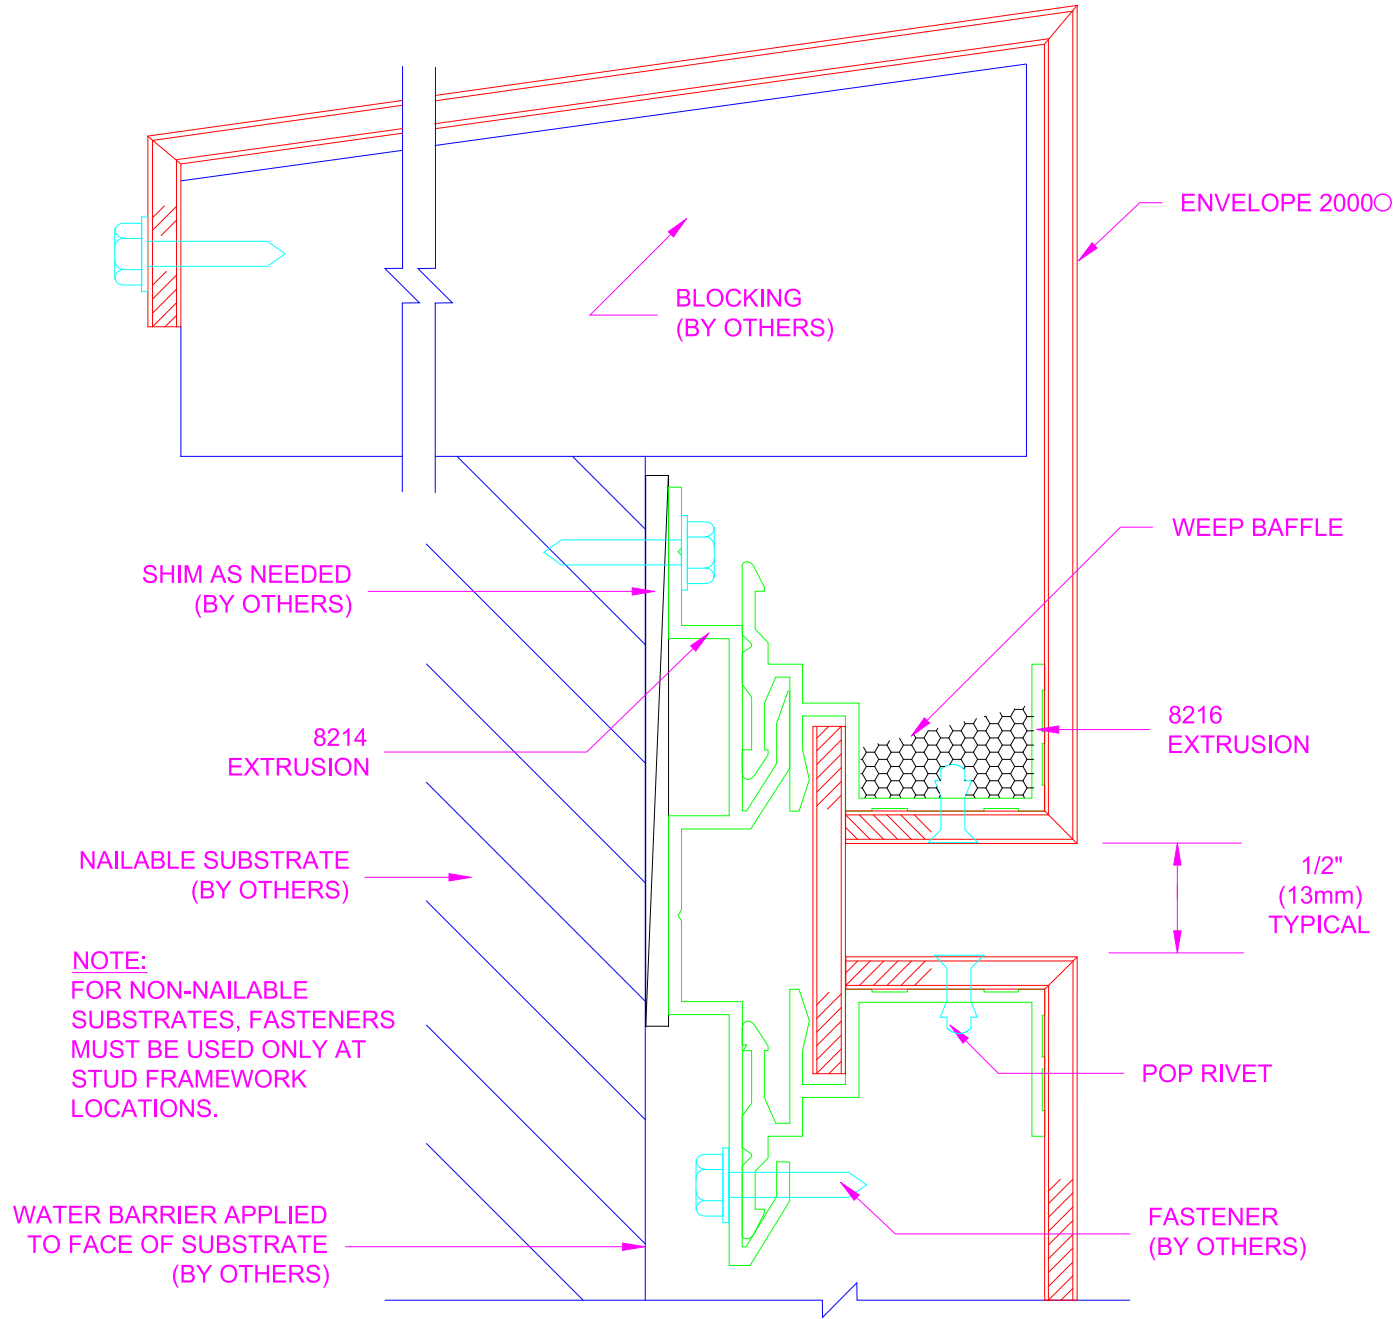 ENVELOPE 2000○
BLOCKING
(BY OTHERS)
WEEP BAFFLE
SHIM AS NEEDED
(BY OTHERS)
8214
EXTRUSION
8216
EXTRUSION
NAILABLE SUBSTRATE
(BY OTHERS)
1/2"
(13mm)
TYPICAL
NOTE:
FOR NON-NAILABLE
SUBSTRATES, FASTENERS
MUST BE USED ONLY AT
STUD FRAMEWORK
LOCATIONS.
POP RIVET
WATER BARRIER APPLIED
TO FACE OF SUBSTRATE
(BY OTHERS)
FASTENER
(BY OTHERS)